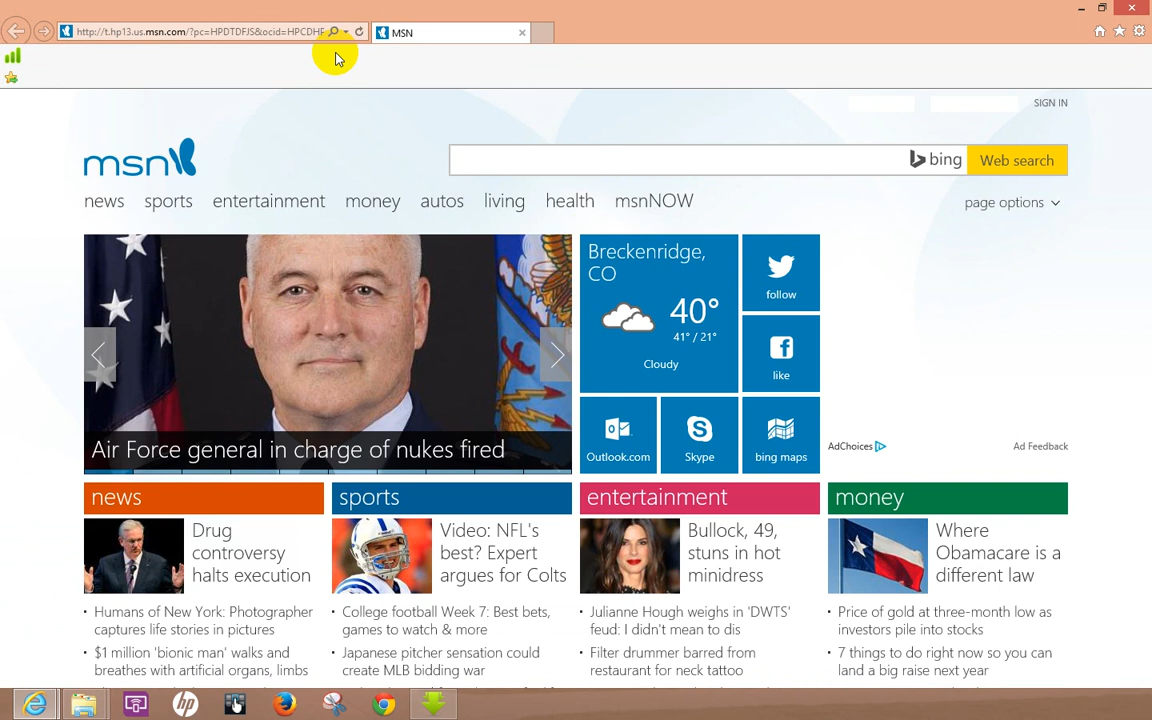 http://t.hp13.us.msn.com/?pc=HPDTDFJS&ocid=HPCDHF
MSN
SIGN IN
msn
bing
Web search
news sports entertainment money autos living health msnNOW
page options
Air Force general in charge of nukes fired
Breckenridge,
CO
40°
41° / 21°
Cloudy
follow
like
Outlook.com
Skype
bing maps
AdChoices
Ad Feedback
news
Drug
controversy
halts execution
Humans of New York: Photographer
captures life stories in pictures
$1 million 'bionic man' walks and
breathes with artificial organs, limbs
sports
Video: NFL's
best? Expert
argues for Colts
College football Week 7: Best bets,
games to watch & more
Japanese pitcher sensation could
create MLB bidding war
entertainment
Bullock, 49,
stuns in hot
minidress
Julianne Hough weighs in 'DWTS'
feud: I didn't mean to dis
Filter drummer barred from
restaurant for neck tattoo
money
Where
Obamacare is a
different law
Price of gold at three-month low as
investors pile into stocks
7 things to do right now so you can
land a big raise next year
hp